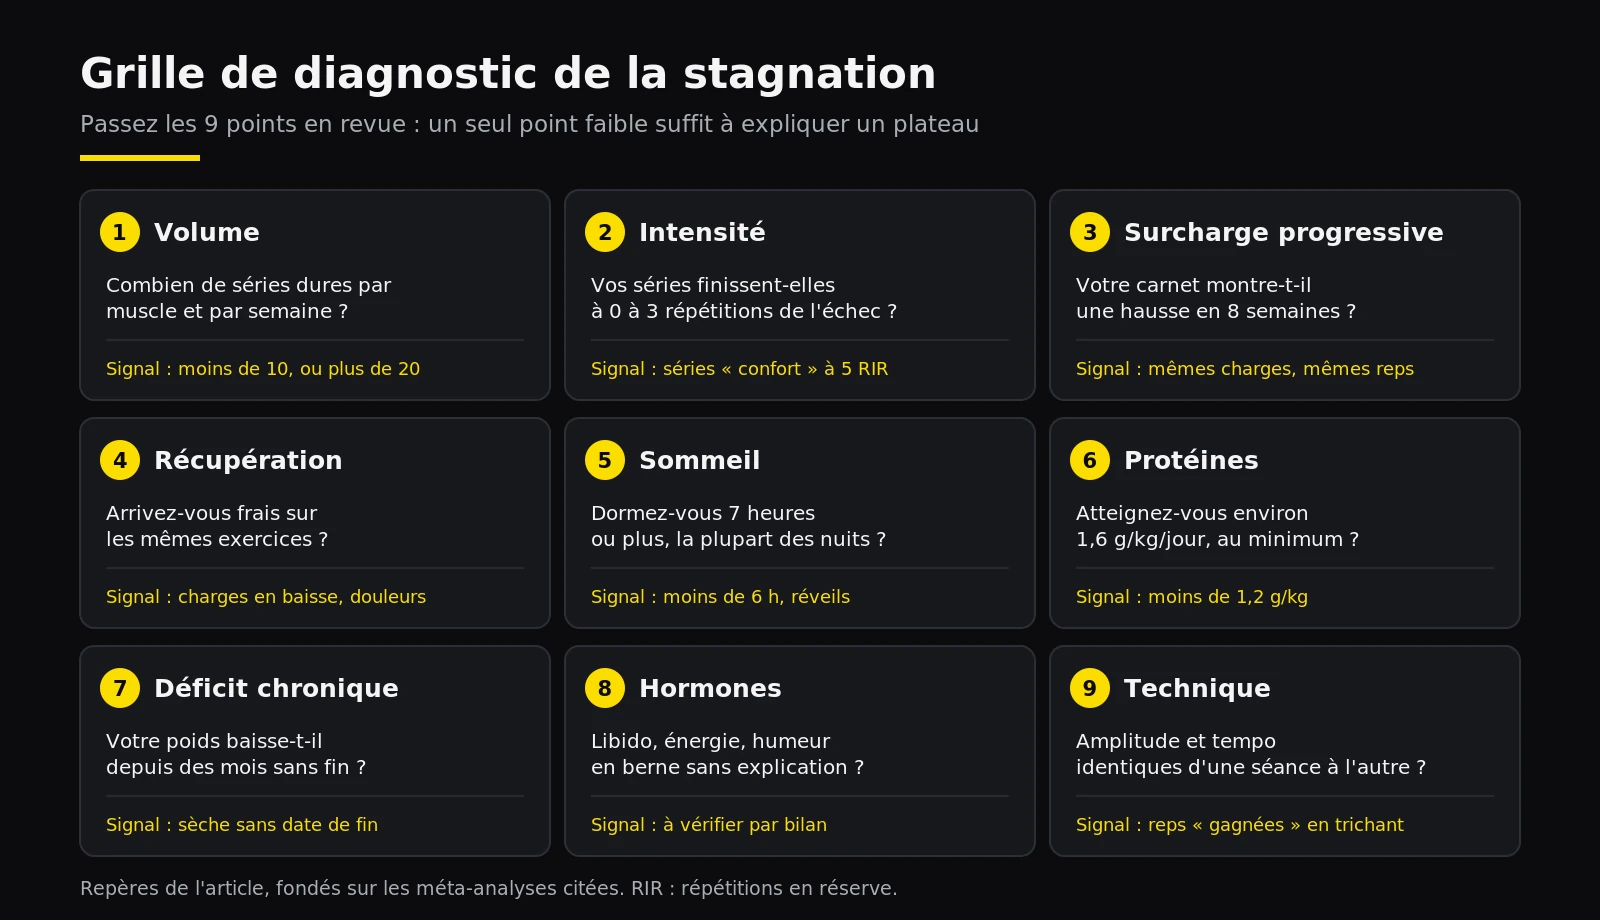 Grille de diagnostic de la stagnation
Passez les 9 points en revue : un seul point faible suffit à expliquer un plateau
1 Volume
Combien de séries dures par
muscle et par semaine ?
Signal : moins de 10, ou plus de 20
2 Intensité
Vos séries finissent-elles
à 0 à 3 répétitions de l'échec ?
Signal : séries « confort » à 5 RIR
3 Surcharge progressive
Votre carnet montre-t-il
une hausse en 8 semaines ?
Signal : mêmes charges, mêmes reps
4 Récupération
Arrivez-vous frais sur
les mêmes exercices ?
Signal : charges en baisse, douleurs
5 Sommeil
Dormez-vous 7 heures
ou plus, la plupart des nuits ?
Signal : moins de 6 h, réveils
6 Protéines
Atteignez-vous environ
1,6 g/kg/jour, au minimum ?
Signal : moins de 1,2 g/kg
7 Déficit chronique
Votre poids baisse-t-il
depuis des mois sans fin ?
Signal : sèche sans date de fin
8 Hormones
Libido, énergie, humeur
en berne sans explication ?
Signal : à vérifier par bilan
9 Technique
Amplitude et tempo
identiques d'une séance à l'autre ?
Signal : reps « gagnées » en trichant
Repères de l'article, fondés sur les méta-analyses citées. RIR : répétitions en réserve.